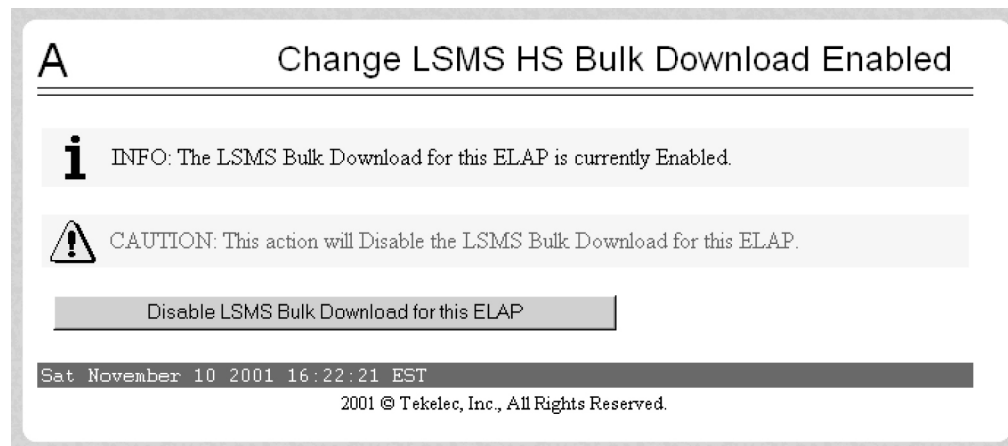 A
Change LSMS HS Bulk Download Enabled
i INFO: The LSMS Bulk Download for this ELAP is currently Enabled.
! CAUTION: This action will Disable the LSMS Bulk Download for this ELAP.
Disable LSMS Bulk Download for this ELAP
Sat November 10 2001 16:22:21 EST
2001 © Tekelec, Inc., All Rights Reserved.